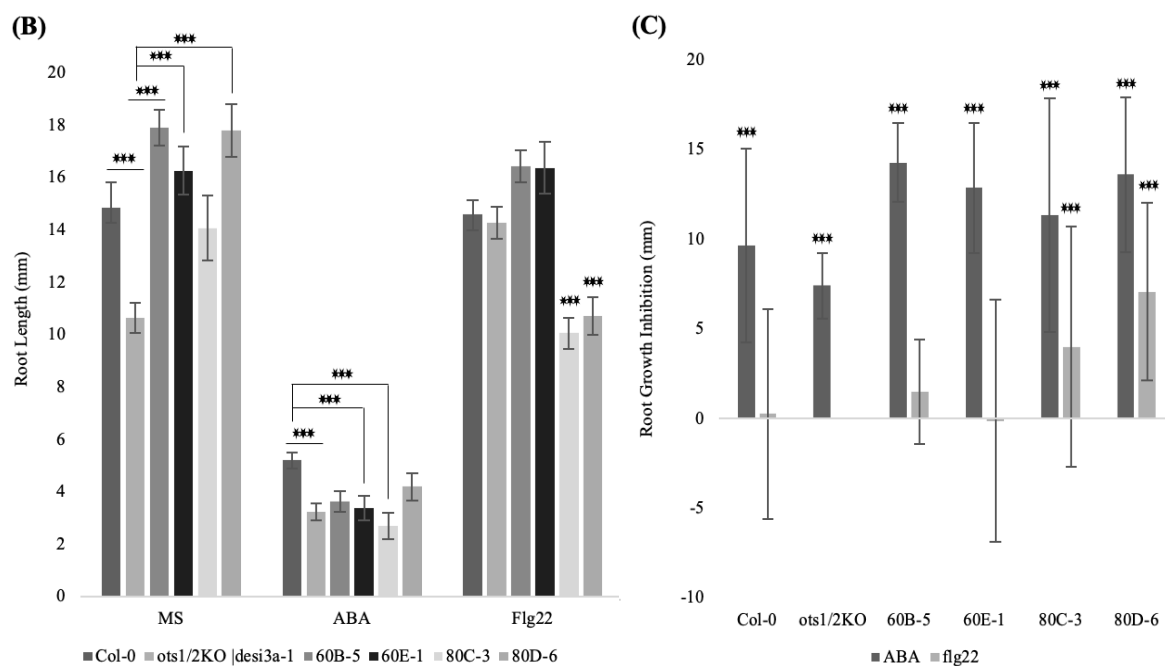 (B)
Root Length (mm)
20
18
16
14
12
10
8
6
4
2
0
*** *** *** ***
*** *** ***
*** ***
MS ABA Flg22
Col-0 ots1/2KO |desi3a-1 60B-5 60E-1 80C-3 80D-6
(C)
Root Growth Inhibition (mm)
20
15
10
5
0
-5
-10
*** *** *** *** *** *** *** ***
Col-0 ots1/2KO 60B-5 60E-1 80C-3 80D-6
ABA flg22